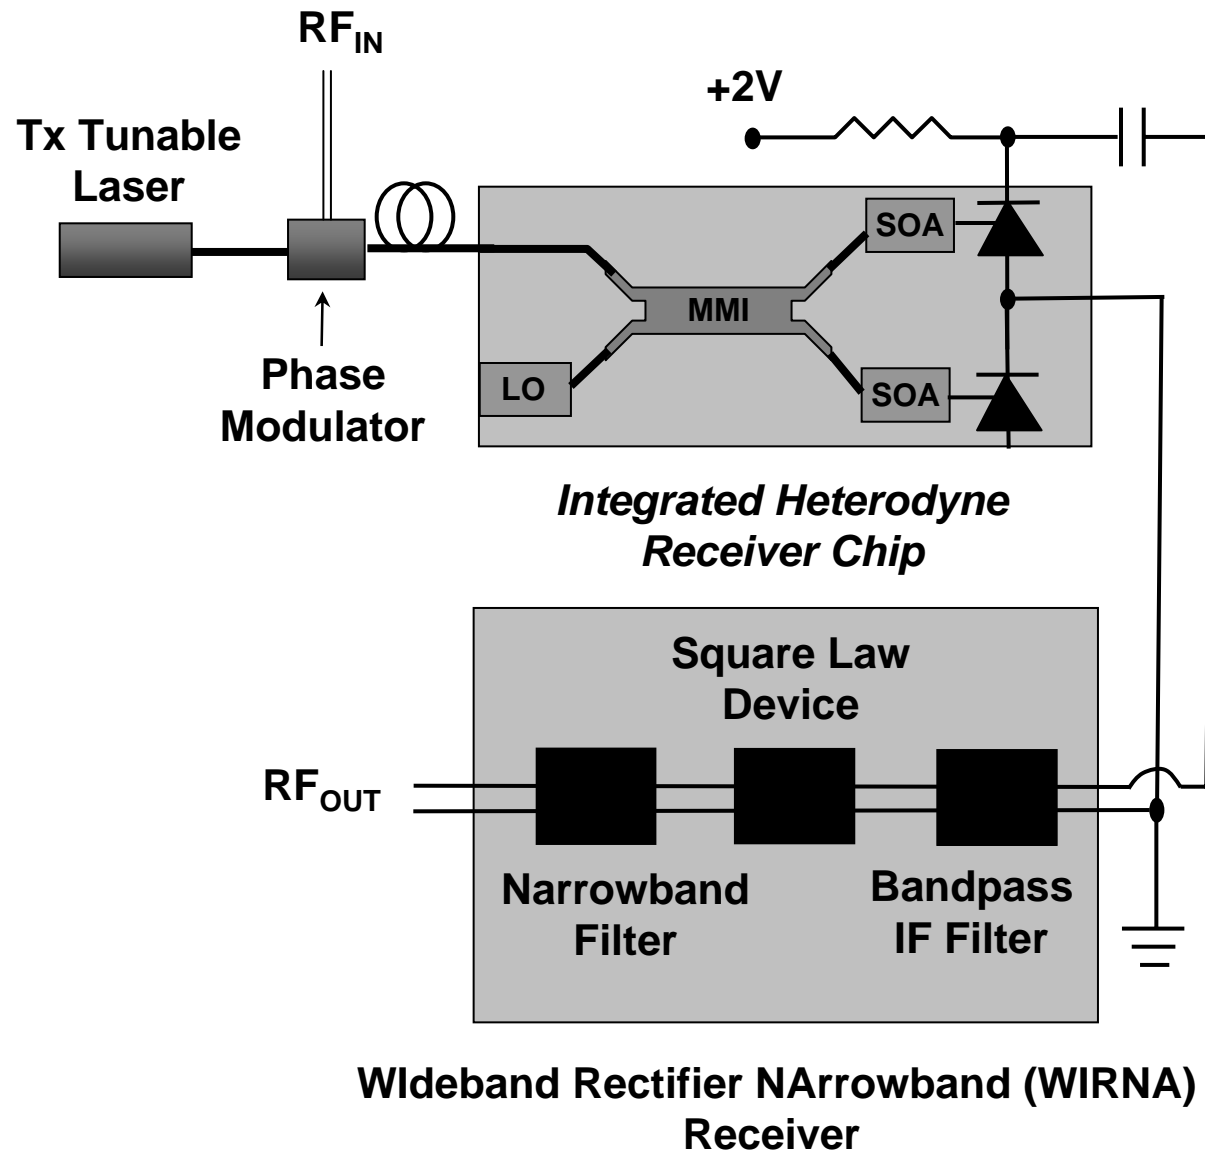 RF_IN
+2V
Tx Tunable
Laser
SOA
MMI
Phase
Modulator
LO
SOA
Integrated Heterodyne
Receiver Chip
Square Law
Device
RF_OUT
Narrowband
Filter
Bandpass
IF Filter
WIdeband Rectifier NArrowband (WIRNA)
Receiver